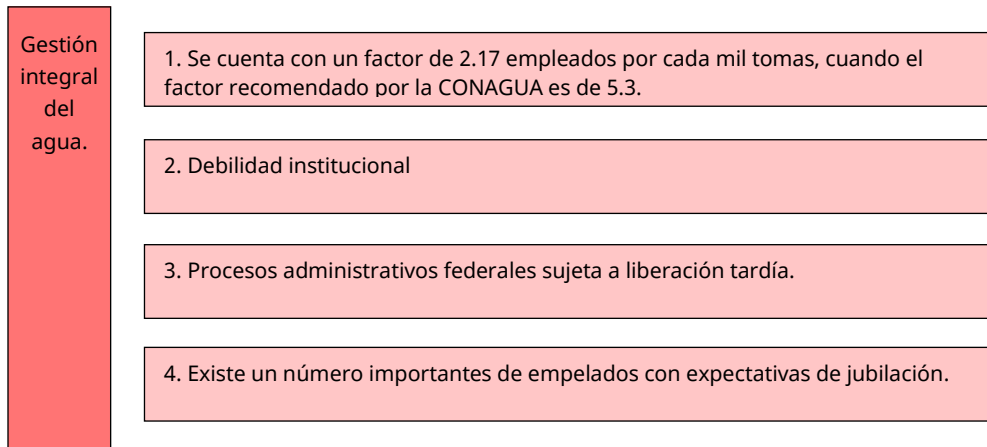 Gestión
integral
del
agua.
1. Se cuenta con un factor de 2.17 empleados por cada mil tomas, cuando el
factor recomendado por la CONAGUA es de 5.3.
2. Debilidad institucional
3. Procesos administrativos federales sujeta a liberación tardía.
4. Existe un número importantes de empelados con expectativas de jubilación.